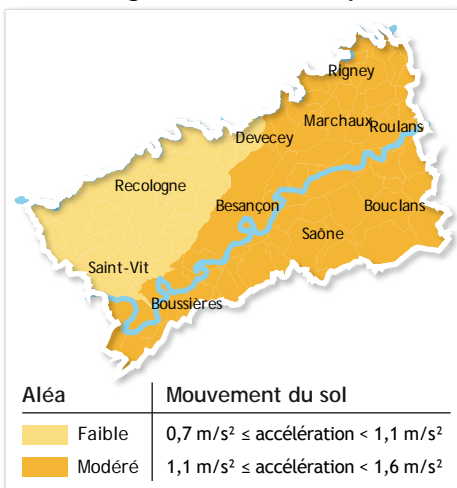 Rigney
Marchaux
Roulans
Devecey
Recologne
Besançon
Bouclans
Saône
Saint-Vit
Boussières
Aléa Mouvement du sol
Faible 0,7 m/s² ≤ accélération < 1,1 m/s²
Modéré 1,1 m/s² ≤ accélération < 1,6 m/s²